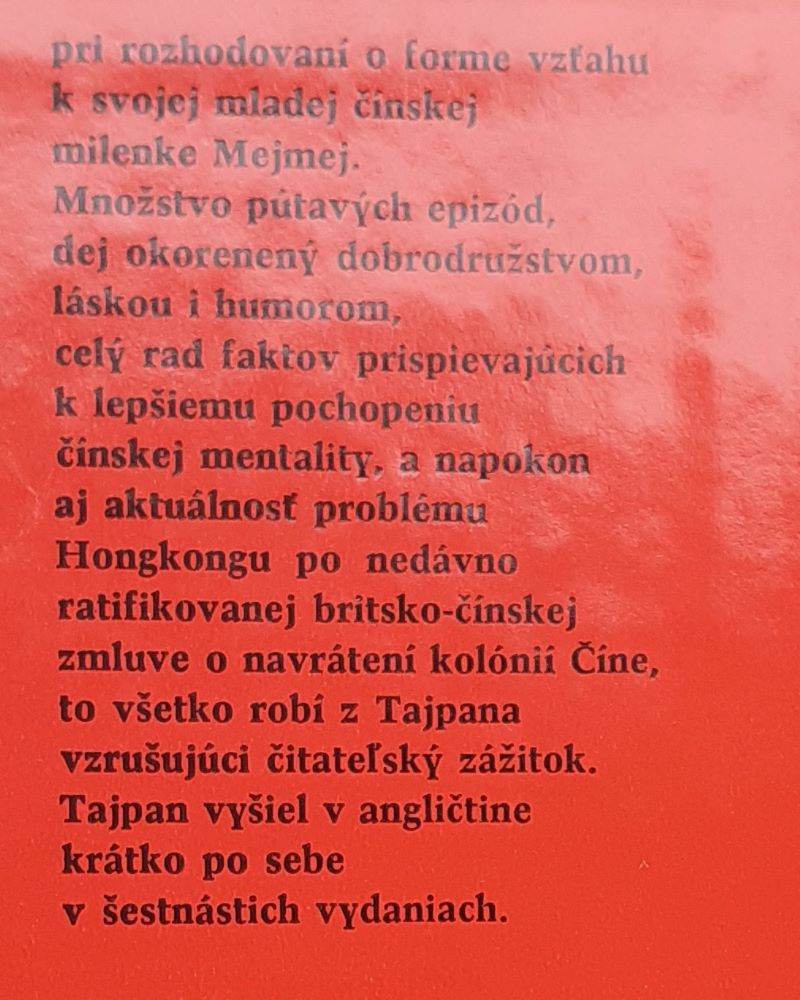 pri rozhodovaní o forme vzťahu
k svojej mladej čínskej
milenke Mejmej.
Množstvo pútavých epizód,
dej okorenený dobrodružstvom,
láskou i humorom,
celý rad faktov prispievajúcich
k lepšiemu pochopeniu
čínskej mentality, a napokon
aj aktuálnosť problému
Hongkongu po nedávno
ratifikovanej britsko-čínskej
zmluve o navrátení kolónií Číne,
to všetko robí z Tajpana
vzrušujúci čitateľský zážitok.
Tajpan vyšiel v angličtine
krátko po sebe
v šestnástich vydaniach.